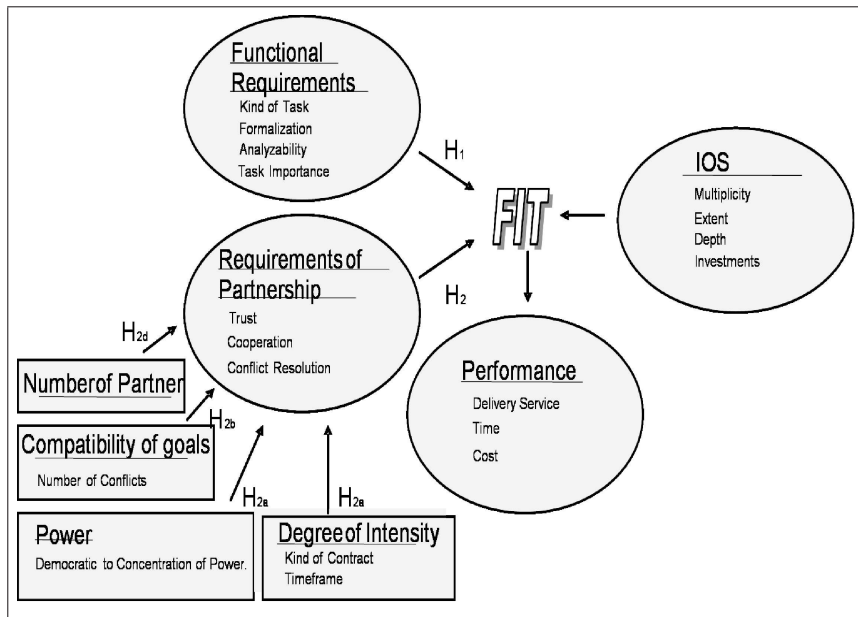 Functional
Requirements
Kind of Task
Formalization
Analyzability
Task Importance
H1
IOS
Multiplicity
Extent
Depth
Investments
FIT
Requirements of
Partnership
Trust
Cooperation
Conflict Resolution
H2
H2d
Number of Partner
Performance
Delivery Service
Time
Cost
H2b
Compatibility of goals
Number of Conflicts
H2a
H2a
Power
Democratic to Concentration of Power.
Degree of Intensity
Kind of Contract
Timeframe